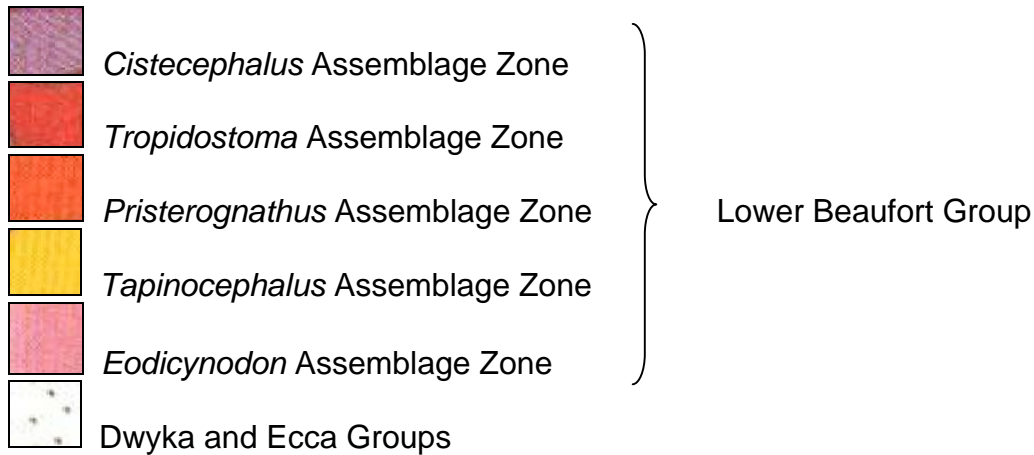 Cistecephalus Assemblage Zone
Tropidostoma Assemblage Zone
Pristerognathus Assemblage Zone
Lower Beaufort Group
Tapinocephalus Assemblage Zone
Eodicynodon Assemblage Zone
Dwyka and Ecca Groups